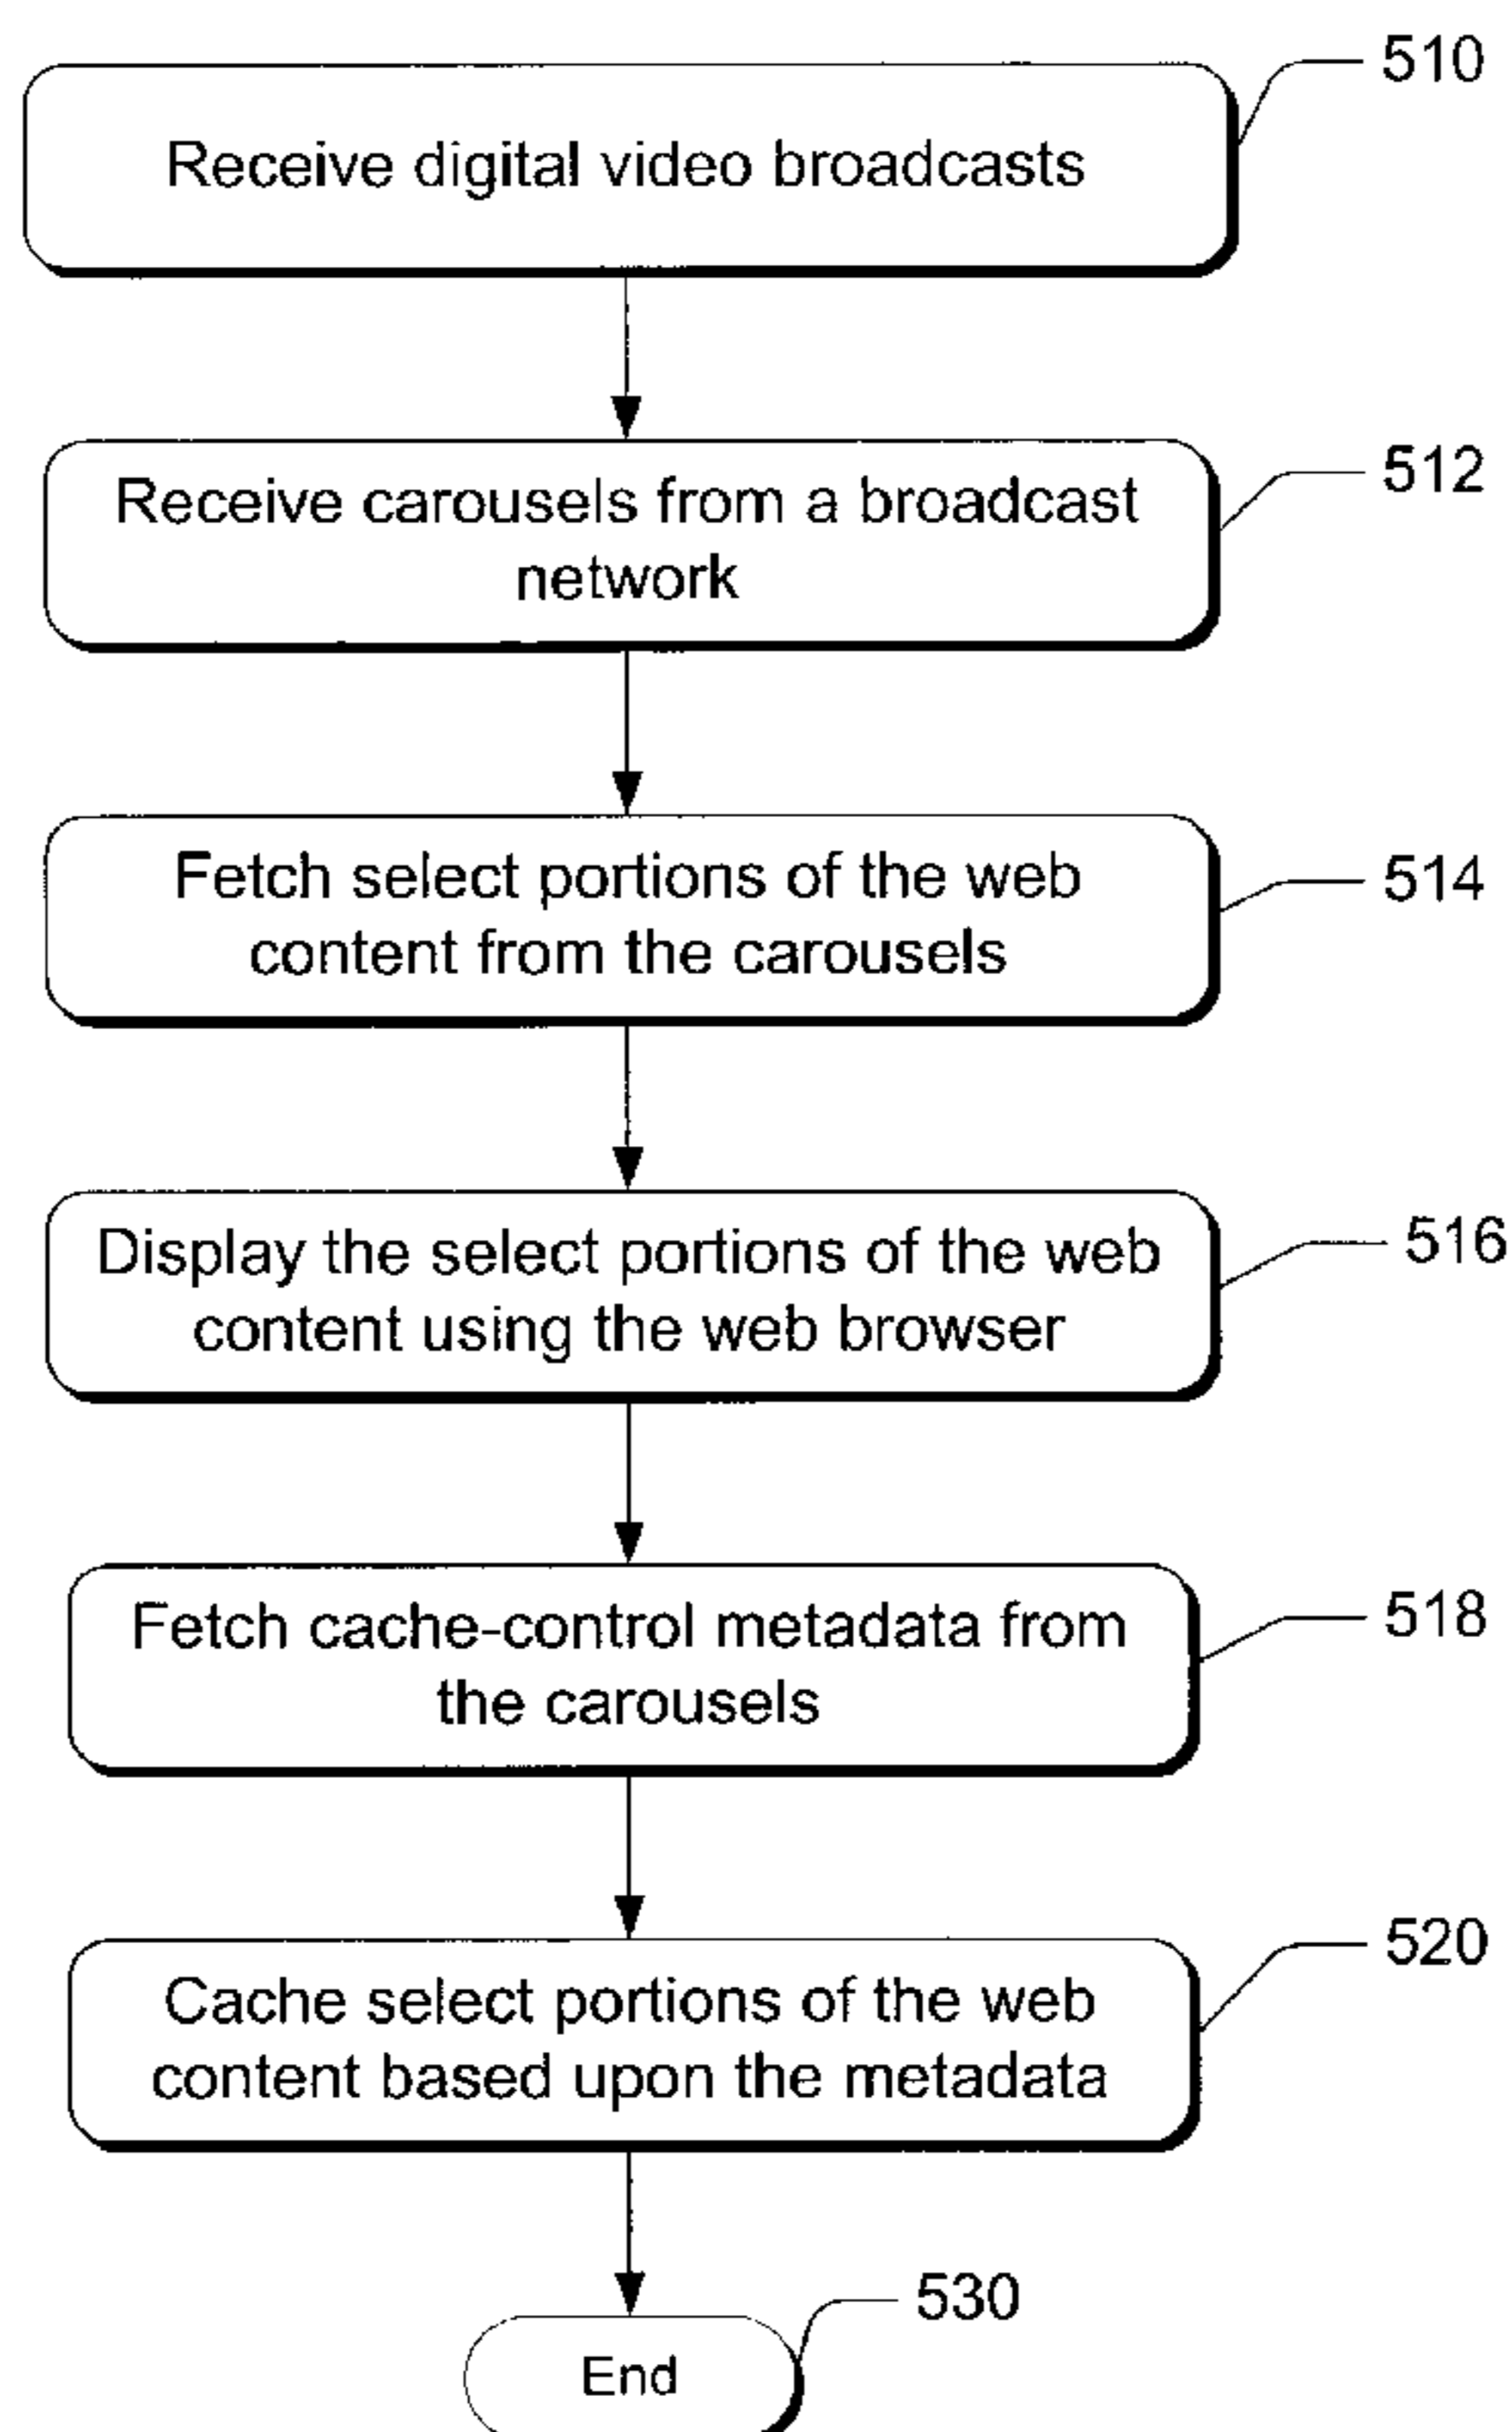 510
Receive digital video broadcasts
512
Receive carousels from a broadcast
network
514
Fetch select portions of the web
content from the carousels
516
Display the select portions of the web
content using the web browser
518
Fetch cache-control metadata from
the carousels
520
Cache select portions of the web
content based upon the metadata
530
End